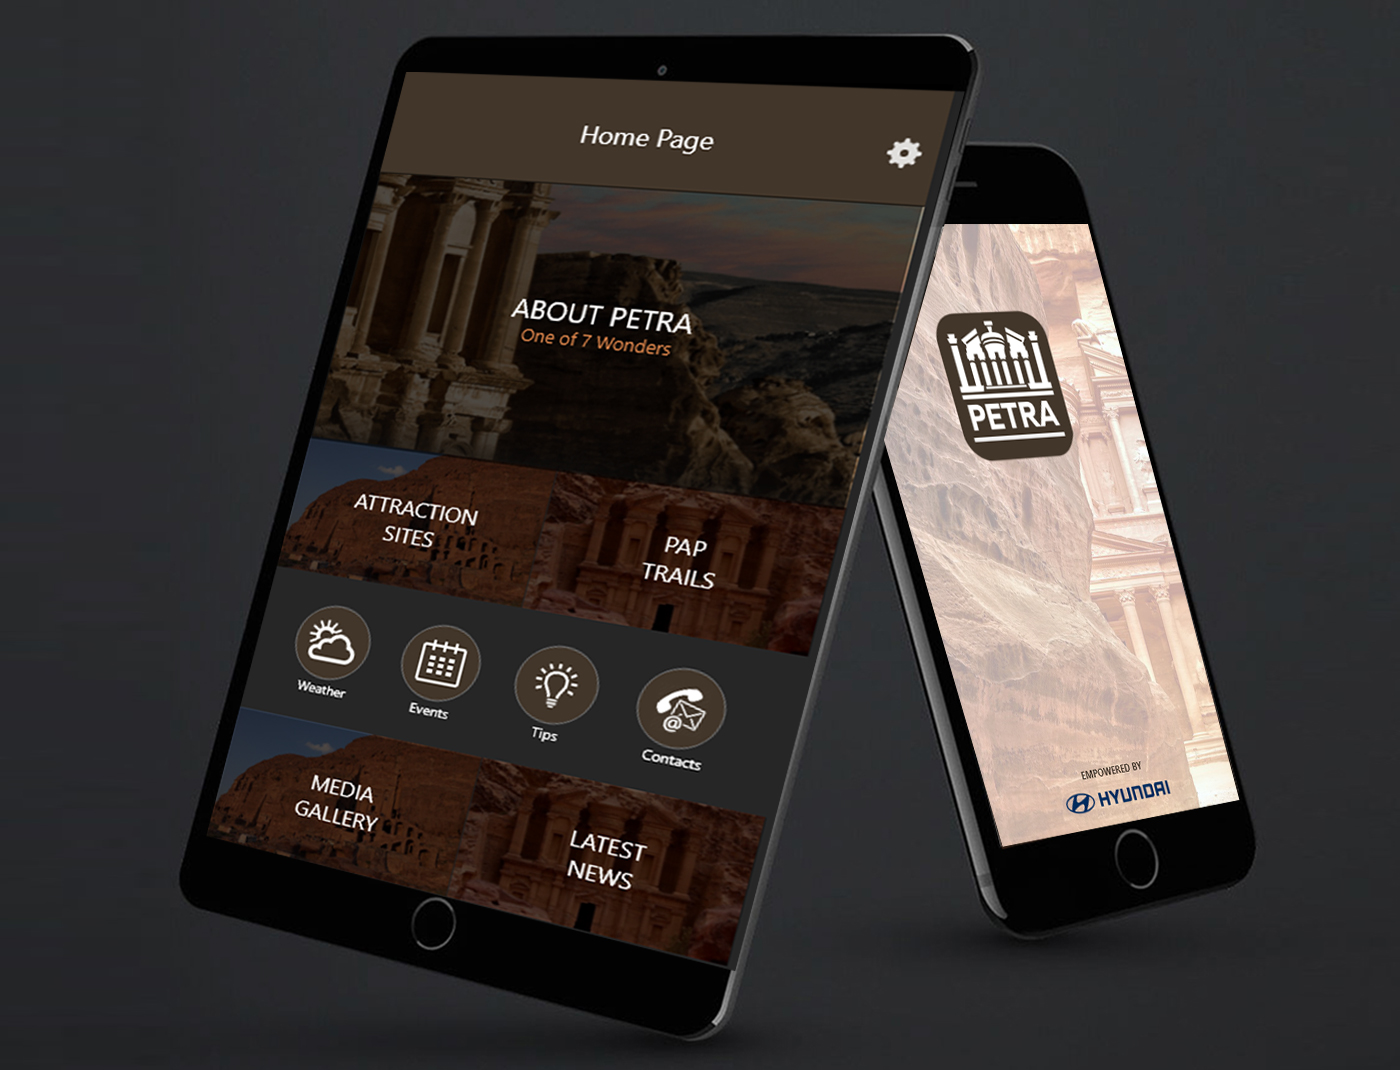 Home Page
ABOUT PETRA
One of 7 Wonders
ATTRACTION
SITES
PAP
TRAILS
Weather
Events
Tips
Contacts
MEDIA
GALLERY
LATEST
NEWS
PETRA
EMPOWERED BY
HYUNDAI